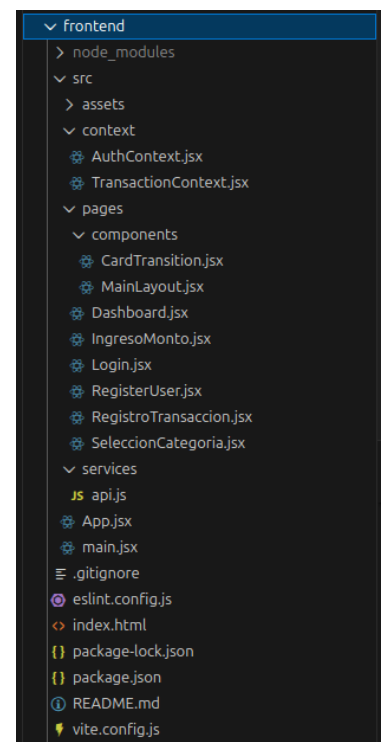 frontend
node_modules
src
assets
context
AuthContext.jsx
TransactionContext.jsx
pages
components
CardTransition.jsx
MainLayout.jsx
Dashboard.jsx
IngresoMonto.jsx
Login.jsx
RegisterUser.jsx
RegistroTransaccion.jsx
SeleccionCategoria.jsx
services
JS api.js
App.jsx
main.jsx
.gitignore
eslint.config.js
<> index.html
{} package-lock.json
{} package.json
README.md
vite.config.js